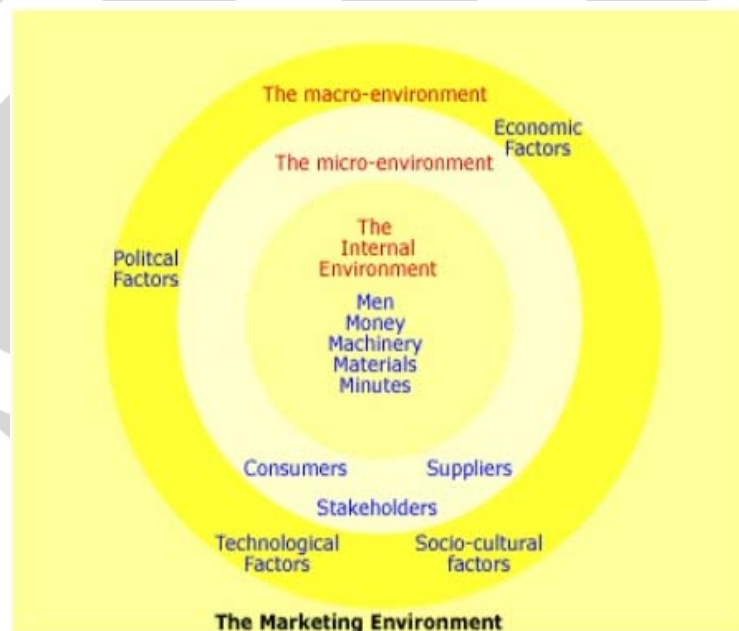 The macro-environment
Economic
Factors
The micro-environment
The
Internal
Environment
Politcal
Factors
Men
Money
Machinery
Materials
Minutes
Consumers
Suppliers
Stakeholders
Technological
Factors
Socio-cultural
factors
The Marketing Environment